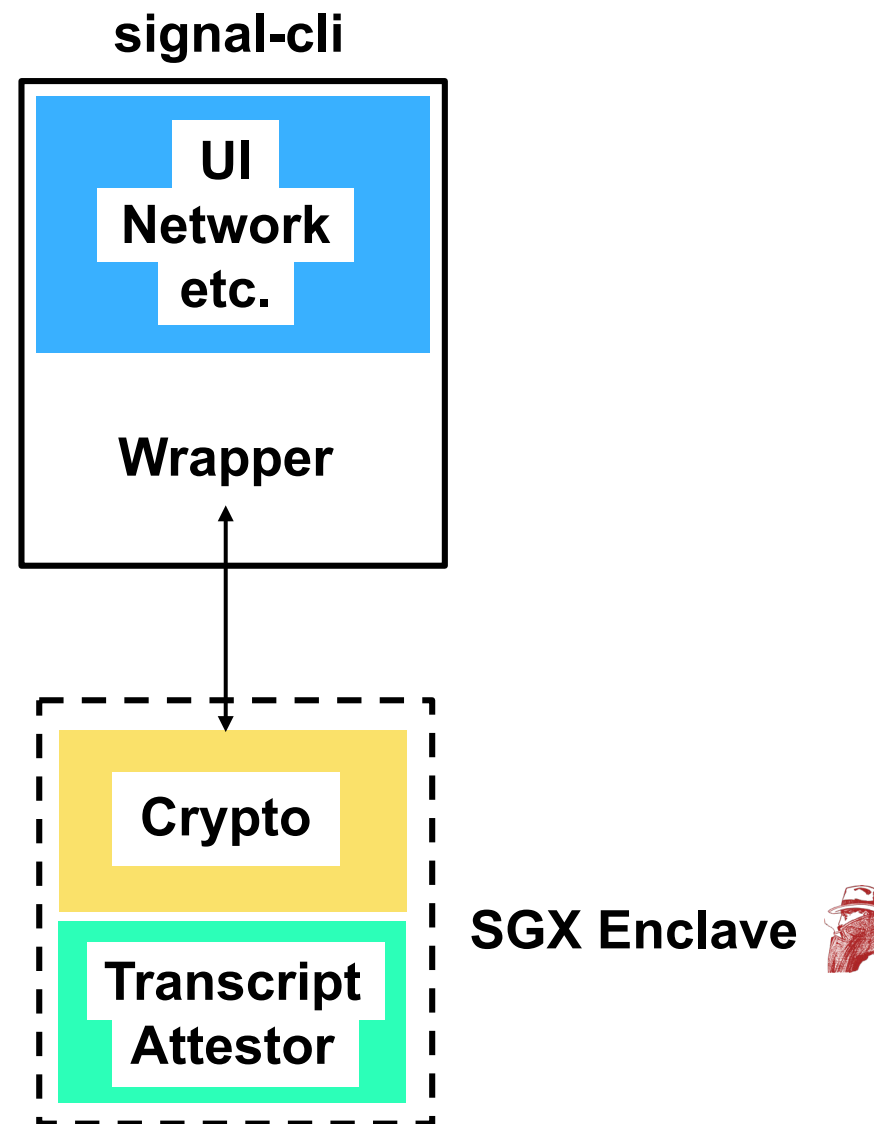 signal-cli
UI
Network
etc.
Wrapper
Crypto
SGX Enclave
Transcript
Attestor